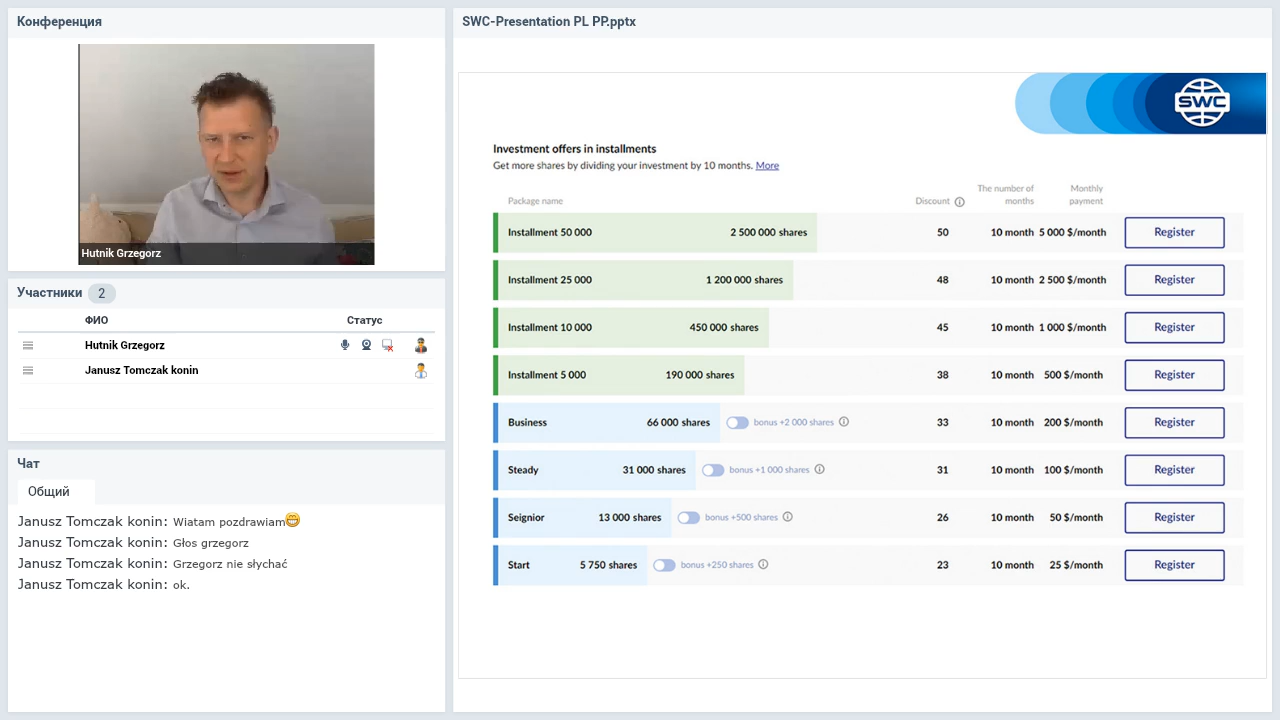 Конференция
Hutnik Grzegorz
Участники 2
ФИО Статус
Hutnik Grzegorz
Janusz Tomczak konin
Чат
Общий
Janusz Tomczak konin: Wiatam pozdrawiam
Janusz Tomczak konin: Głos grzegorz
Janusz Tomczak konin: Grzegorz nie słychać
Janusz Tomczak konin: ok.
SWC-Presentation PL PP.pptx
SWC
Investment offers in installments
Get more shares by dividing your investment by 10 months. More
Package name Discount The number of months Monthly payment
Installment 50 000 2 500 000 shares 50 10 month 5 000 $/month Register
Installment 25 000 1 200 000 shares 48 10 month 2 500 $/month Register
Installment 10 000 450 000 shares 45 10 month 1 000 $/month Register
Installment 5 000 190 000 shares 38 10 month 500 $/month Register
Business 66 000 shares bonus +2 000 shares 33 10 month 200 $/month Register
Steady 31 000 shares bonus +1 000 shares 31 10 month 100 $/month Register
Seignior 13 000 shares bonus +500 shares 26 10 month 50 $/month Register
Start 5 750 shares bonus +250 shares 23 10 month 25 $/month Register